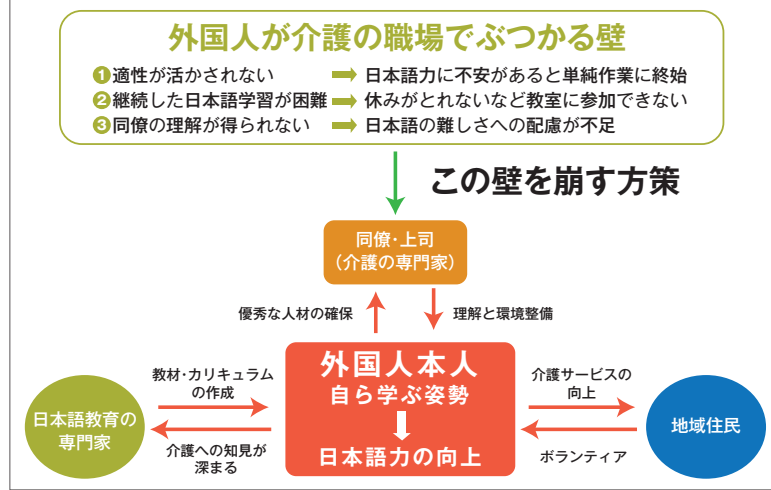 外国人が介護の職場でぶつかる壁
❶適性が活かされない ➡ 日本語力に不安があると単純作業に終始
❷継続した日本語学習が困難 ➡ 休みがとれないなど教室に参加できない
❸同僚の理解が得られない ➡ 日本語の難しさへの配慮が不足
この壁を崩す方策
同僚・上司
（介護の専門家）
優秀な人材の確保
理解と環境整備
教材・カリキュラム
の作成
外国人本人
自ら学ぶ姿勢
日本語力の向上
介護サービスの
向上
日本語教育の
専門家
地域住民
介護への知見が
深まる
ボランティア